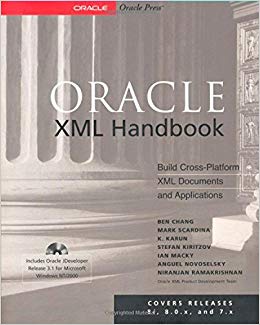 ORACLE Oracle Press™
ORACLE
XML Handbook
Build Cross-Platform
XML Documents
and Applications
BEN CHANG
MARK SCARDINA
K. KARUN
STEFAN KIRITZOV
IAN MACKY
ANGUEL NOVOSELSKY
NIRANJAN RAMAKRISHNAN
Oracle XML Product Development Team
Includes Oracle JDeveloper
Release 3.1 for Microsoft
Windows NT/2000
COVERS RELEASES
8i, 8.0.x, and 7.x